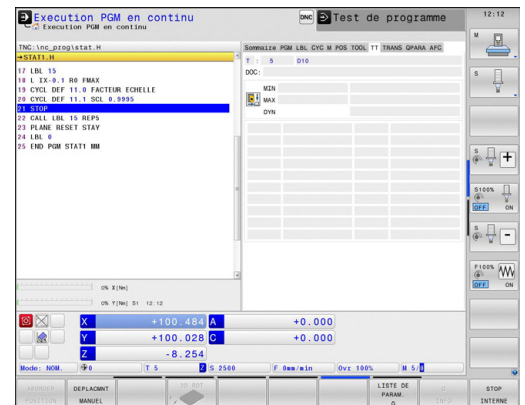 Execution PGM en continu
Execution PGM en continu
DNC
Test de programme
12:12
TNC:\nc_prog\stat.H
→STAT1.H
17 LBL 15
18 L IX-0.1 R0 FMAX
19 CYCL DEF 11.0 FACTEUR ECHELLE
20 CYCL DEF 11.1 SCL 0.9995
21 STOP
22 CALL LBL 15 REP5
23 PLANE RESET STAY
24 LBL 0
25 END PGM STAT1 MM
Sommaire PGM LBL CYC M POS TOOL TT TRANS QPARA AFC
T : 5 D10
DOC:
MIN
MAX
DYN
M
S
S
S100%
OFF ON
S
F100%
OFF ON
0% X[Nm]
0% Y[Nm] S1 12:12
X +100.484 A +0.000
Y +100.028 C +0.000
Z -8.254
Mode: NOM. 0 T 5 Z S 2500 F 0mm/min Ovr 100% M 5/
DEPLACMNT
MANUEL
3D ROT
LISTE DE
PARAM.
Q
INFO
STOP
INTERNE